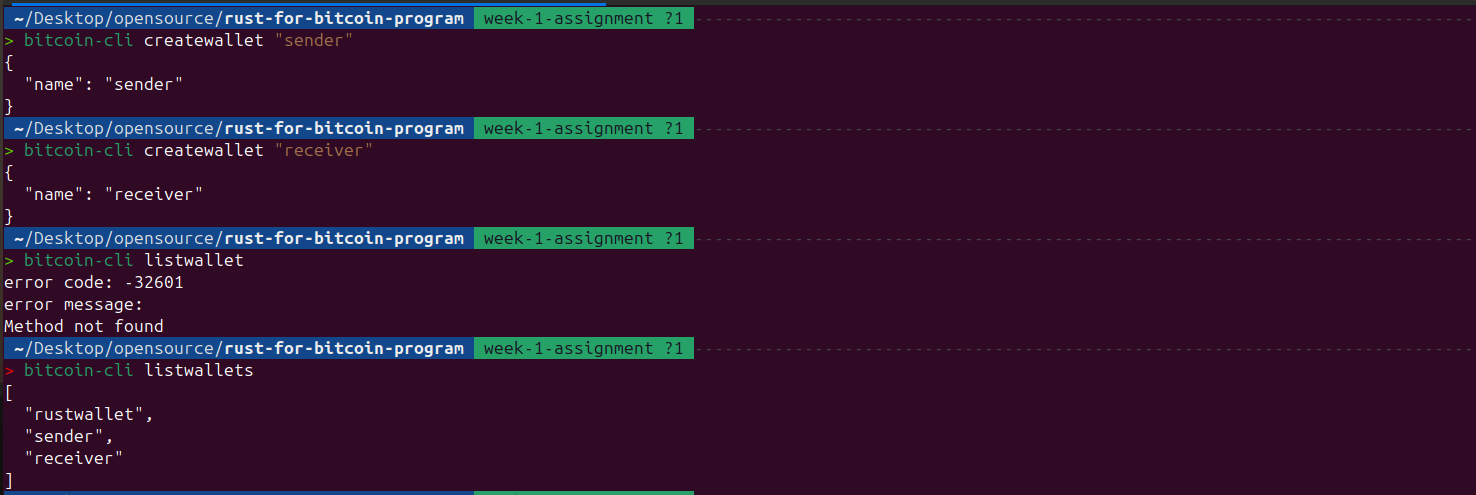 ~/Desktop/opensource/rust-for-bitcoin-program week-1-assignment ?1
> bitcoin-cli createwallet "sender"
{
  "name": "sender"
}
~/Desktop/opensource/rust-for-bitcoin-program week-1-assignment ?1
> bitcoin-cli createwallet "receiver"
{
  "name": "receiver"
}
~/Desktop/opensource/rust-for-bitcoin-program week-1-assignment ?1
> bitcoin-cli listwallet
error code: -32601
error message:
Method not found
~/Desktop/opensource/rust-for-bitcoin-program week-1-assignment ?1
> bitcoin-cli listwallets
[
  "rustwallet",
  "sender",
  "receiver"
]